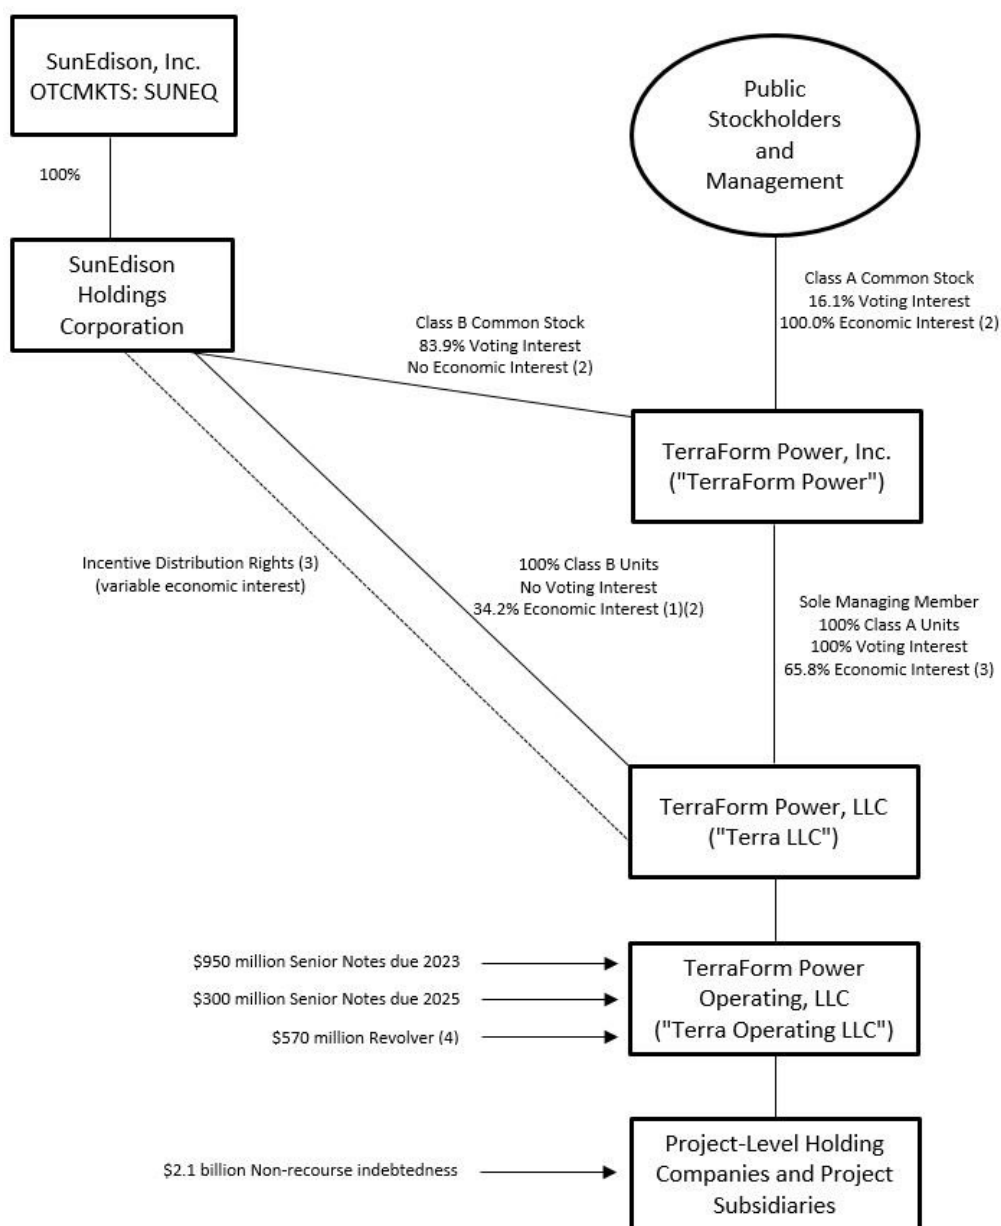 SunEdison, Inc.
OTCMKTS: SUNEQ
Public
Stockholders
and
Management
100%
SunEdison
Holdings
Corporation
Class A Common Stock
16.1% Voting Interest
100.0% Economic Interest (2)
Class B Common Stock
83.9% Voting Interest
No Economic Interest (2)
TerraForm Power, Inc.
("TerraForm Power")
Incentive Distribution Rights (3)
(variable economic interest)
100% Class B Units
No Voting Interest
34.2% Economic Interest (1)(2)
Sole Managing Member
100% Class A Units
100% Voting Interest
65.8% Economic Interest (3)
TerraForm Power, LLC
("Terra LLC")
$950 million Senior Notes due 2023
$300 million Senior Notes due 2025
$570 million Revolver (4)
TerraForm Power
Operating, LLC
("Terra Operating LLC")
$2.1 billion Non-recourse indebtedness
Project-Level Holding
Companies and Project
Subsidiaries